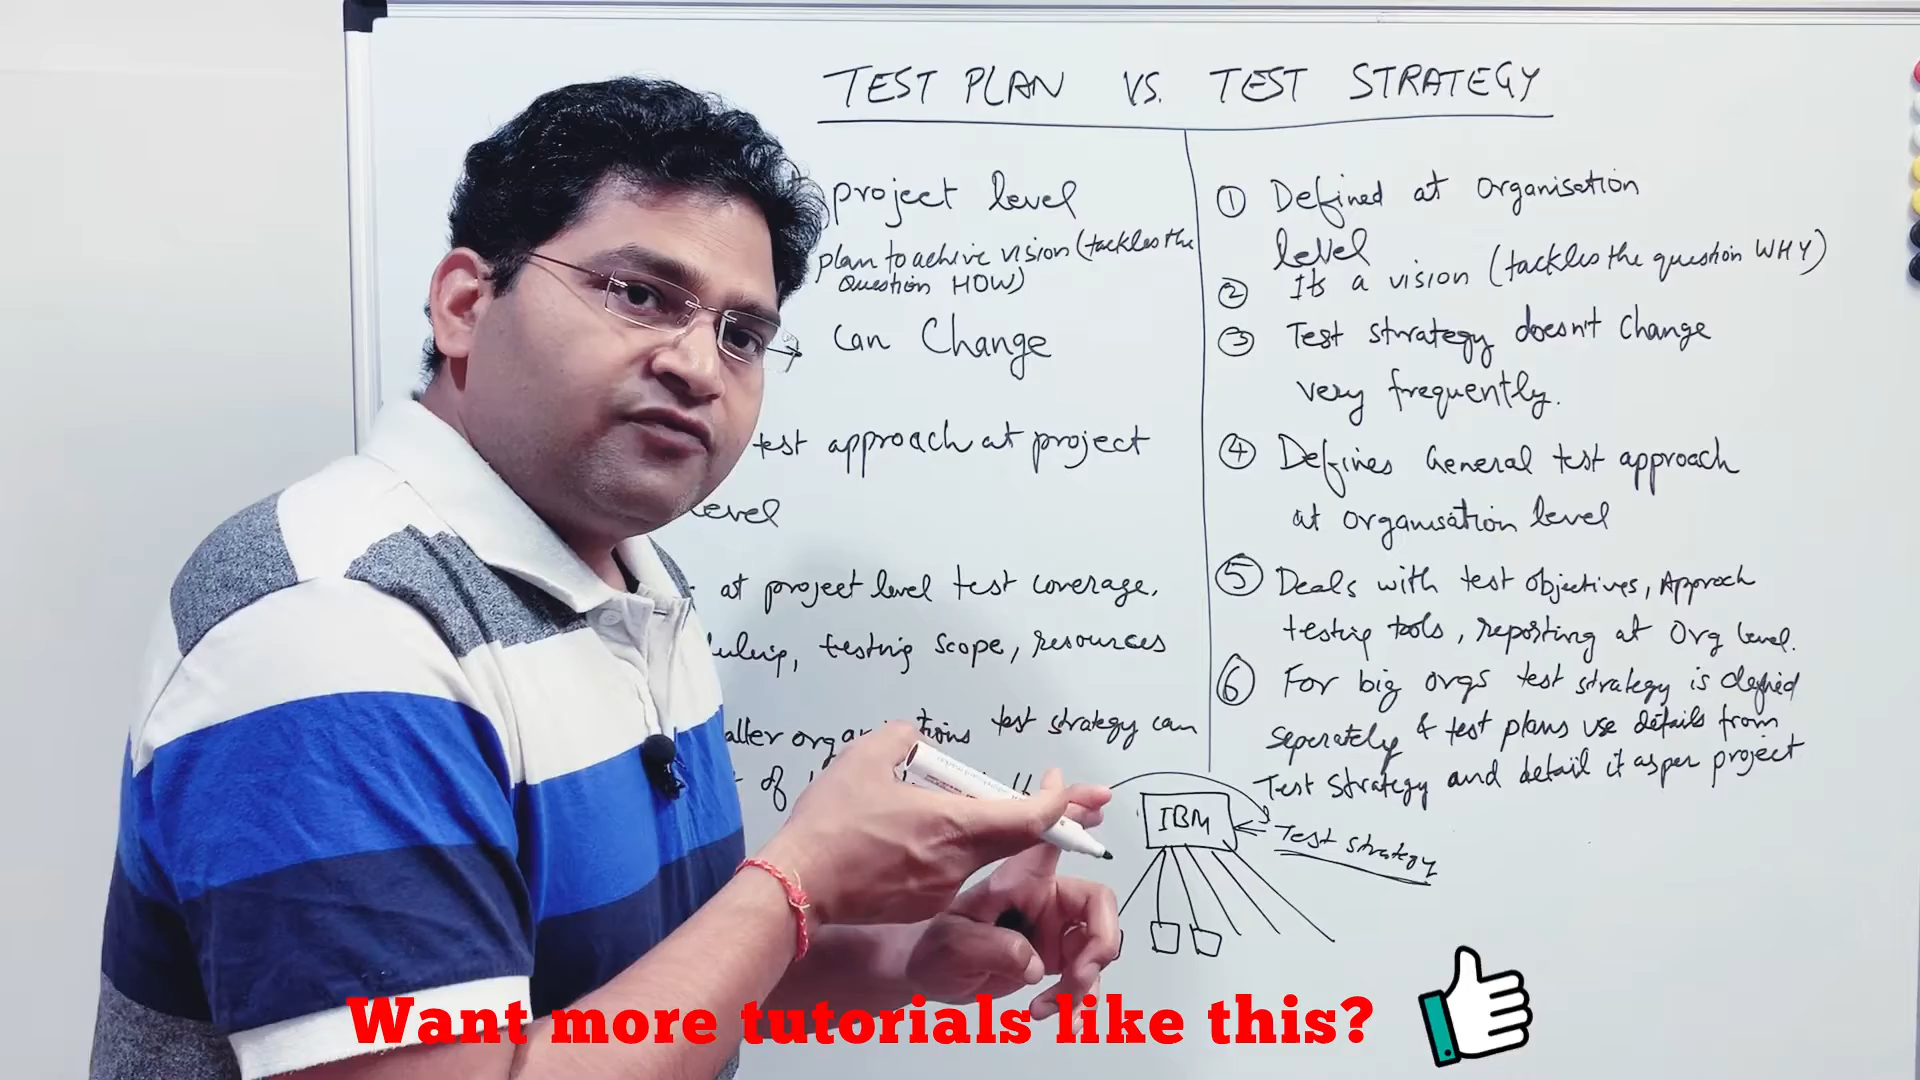 TEST PLAN VS. TEST STRATEGY
project level
plan to achive vision (tackles the
Question HOW)
can Change
test approach at project
level
at project level test coverage,
testing scope, resources
organisations test strategy can
of
① Defined at Organisation
level
② Its a vision (tackles the question WHY)
③ Test strategy doesn't Change
very frequently.
④ Defines General test approach
at organisation level
⑤ Deals with test objectives, Approch
testing tools, reporting at Org level.
⑥ For big orgs test strategy is defined
seperately & test plans use details from
Test Strategy and detail it as per project
IBM
Test strategy
Want more tutorials like this?